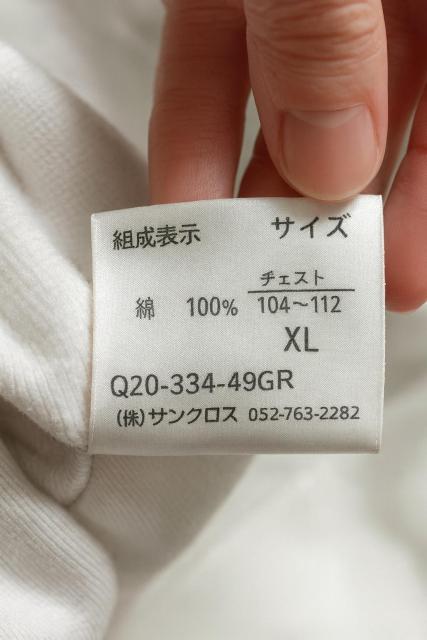 組成表示 サイズ
チェスト
綿 100% 104〜112
XL
Q20-334-49GR
(株)サンクロス 052-763-2282